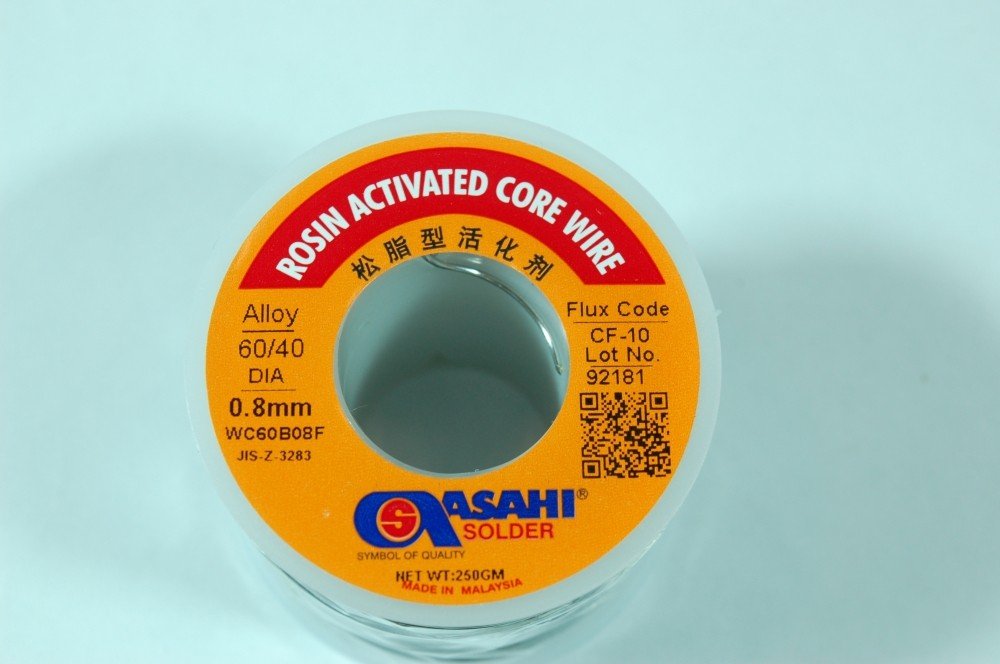 ROSIN ACTIVATED CORE WIRE
松脂型活化剂
Alloy
60/40
DIA
0.8mm
WC60B08F
JIS-Z-3283
Flux Code
CF-10
Lot No.
92181
S
ASAHI®
SOLDER
SYMBOL OF QUALITY
NET WT:250GM
MADE IN MALAYSIA